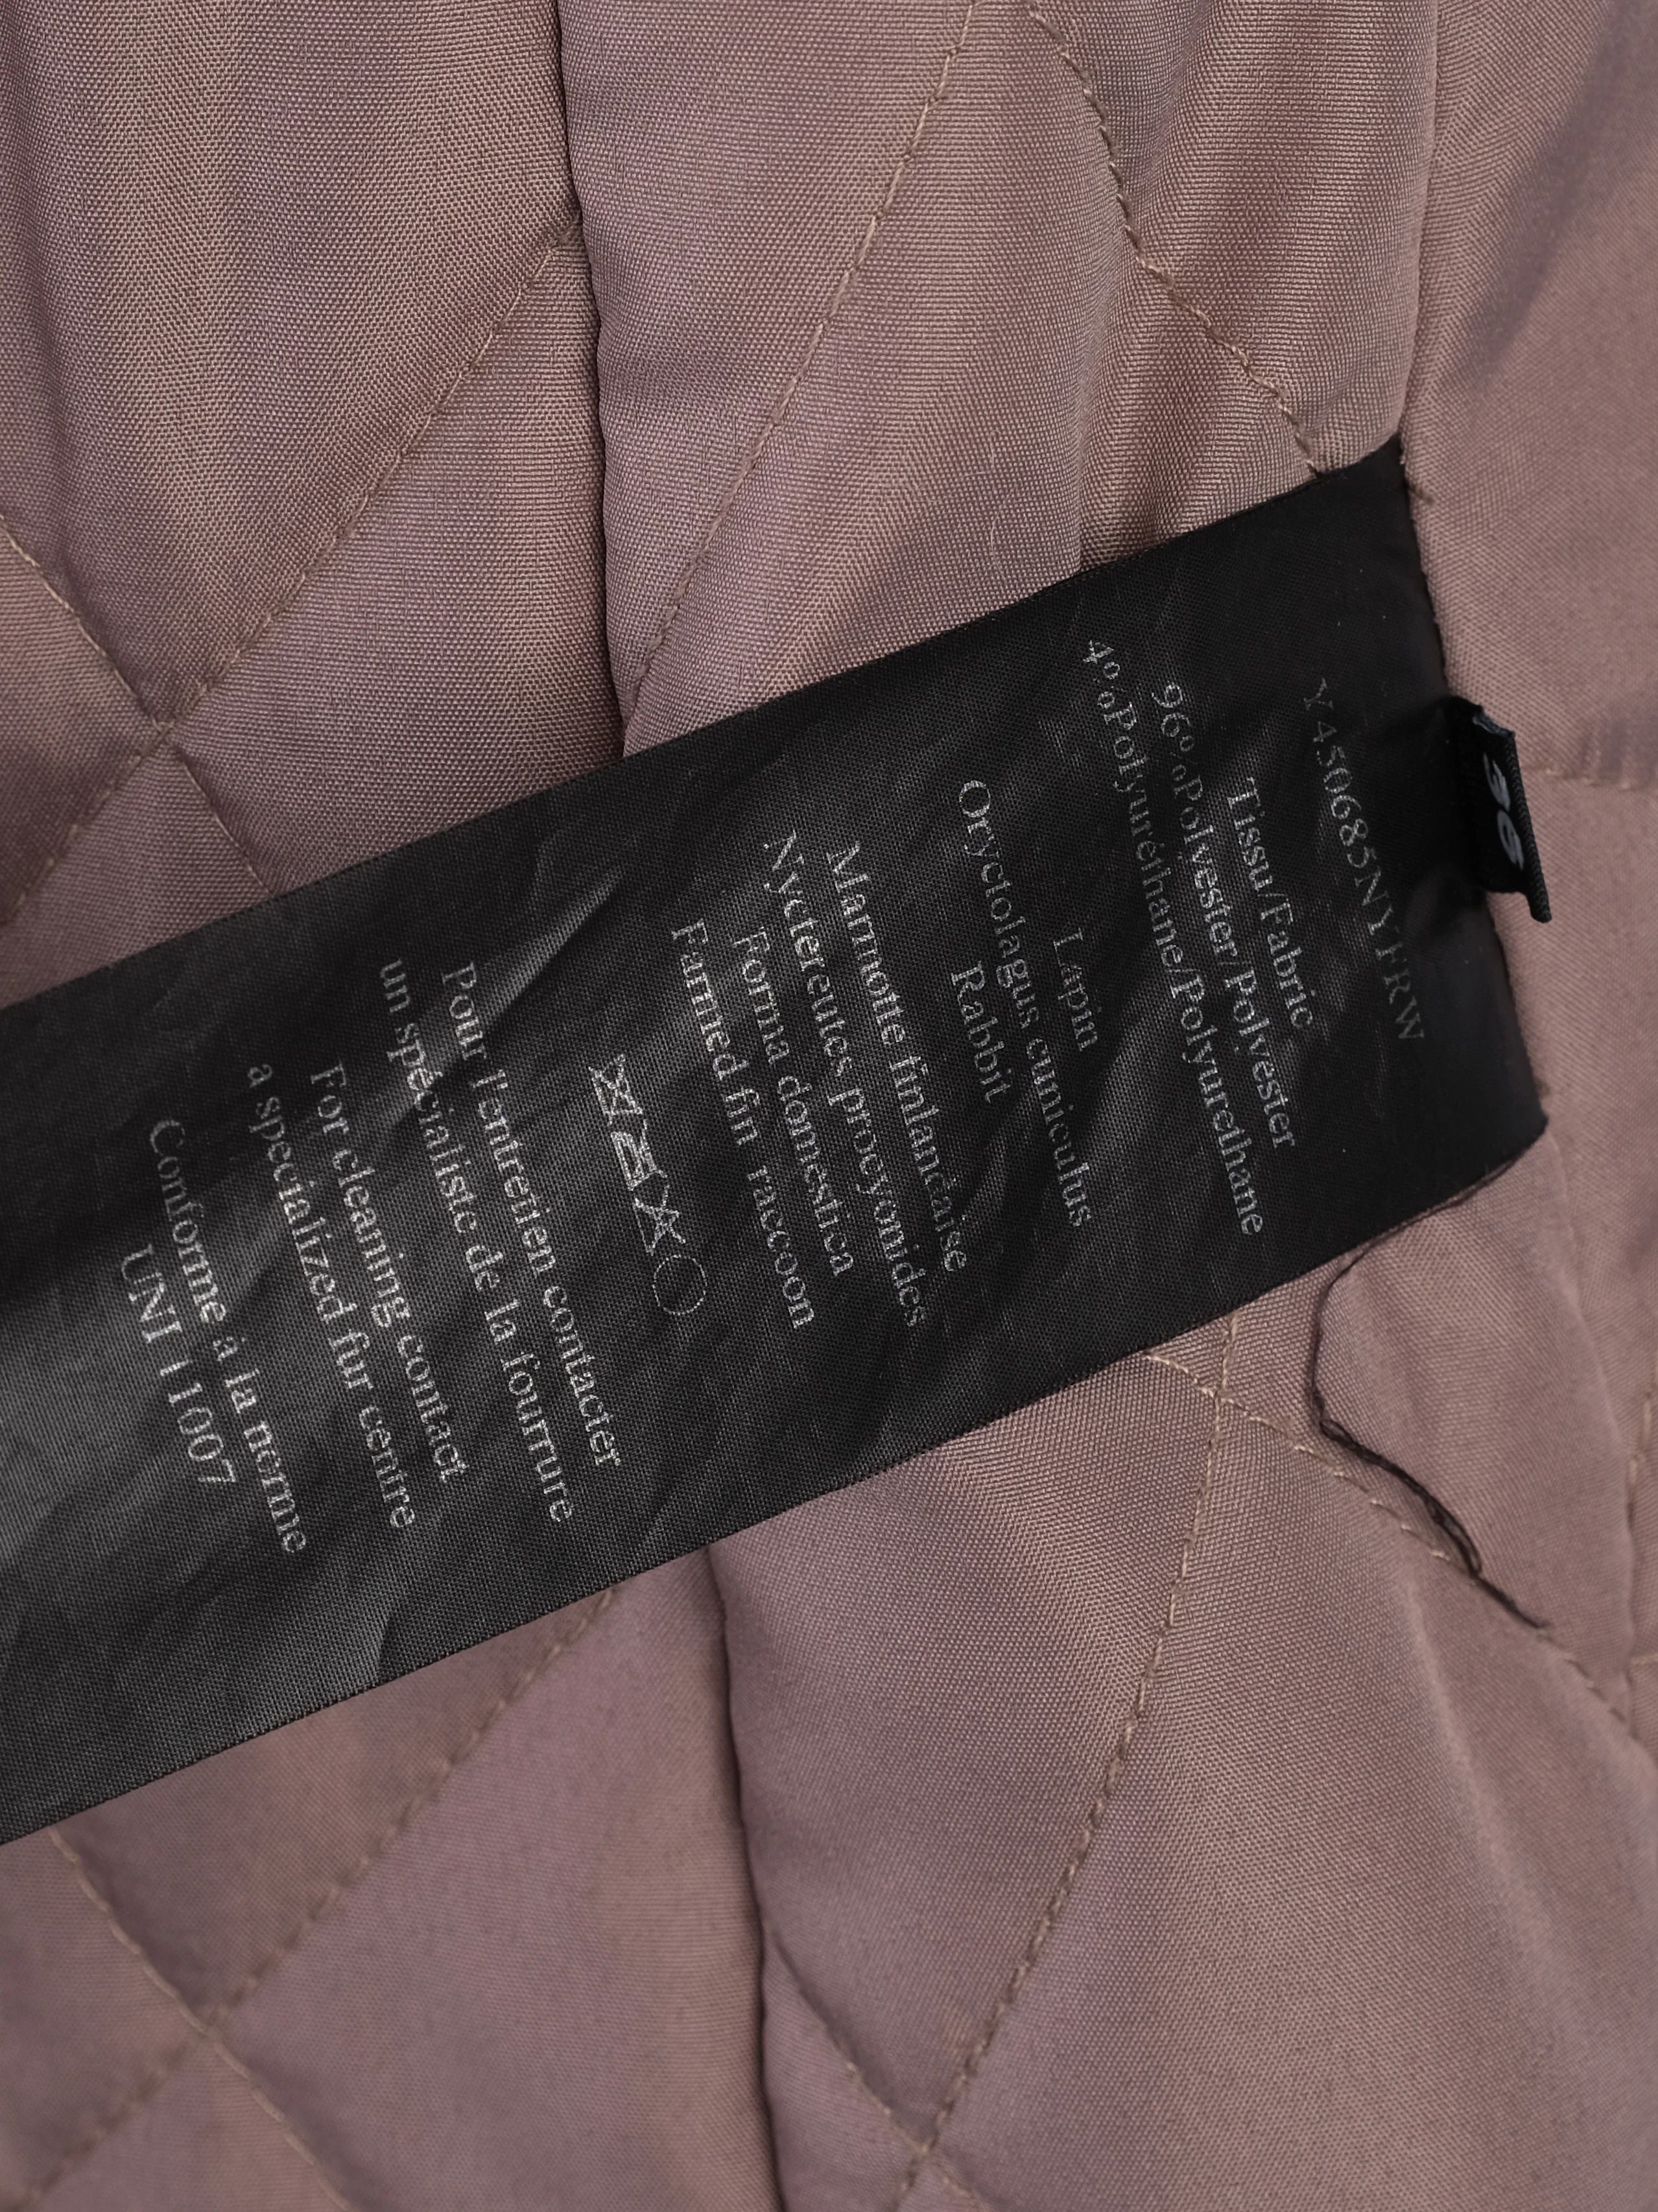 36
Y4506685NYFRW
Tissu/Fabric
96%Polyester/Polyester
4%Polyuréthane/Polyurethane
Lapin
Oryctolagus cuniculus
Rabbit
Marmotte finlandaise
Nyctereutes procyonides
Forma domestica
Farmed fin raccoon
Pour l'entretien contacter
un spécialiste de la fourrure
For cleaning contact
a specialized fur centre
Conforme à la norme
UNI 11007